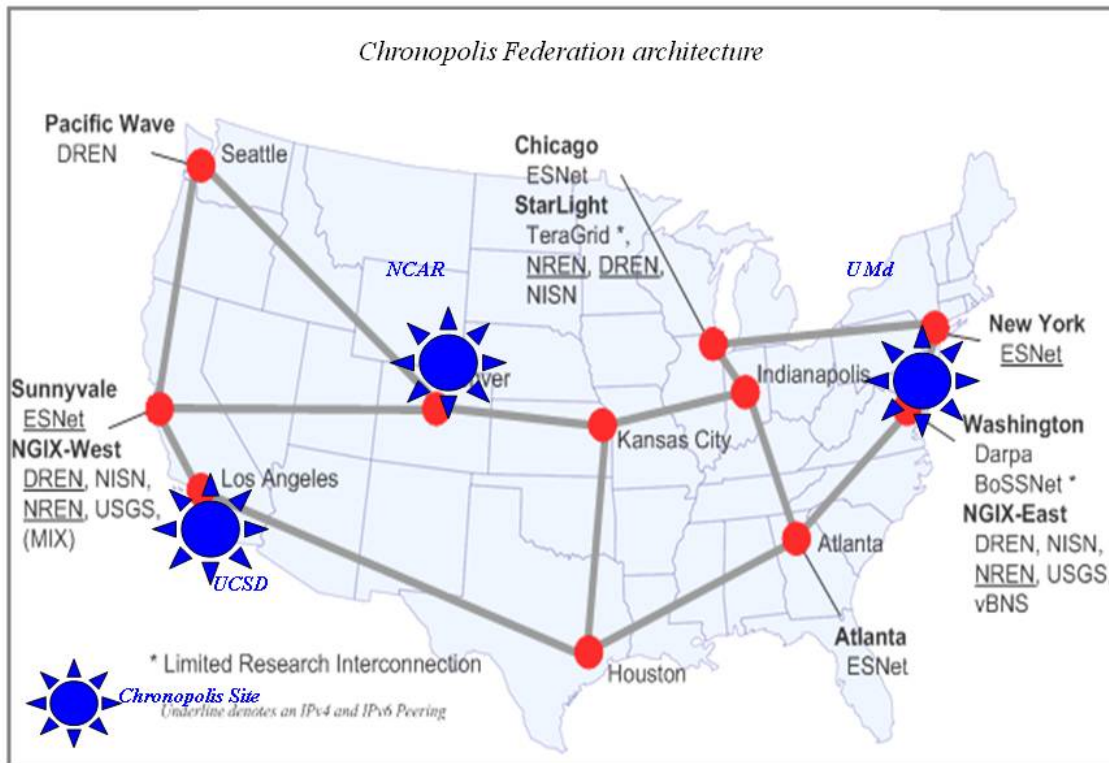 Chronopolis Federation architecture
Pacific Wave
DREN
Seattle
Chicago
ESNet
StarLight
TeraGrid *,
NREN, DREN,
NISN
NCAR
UMd
New York
ESNet
Indianapolis
Sunnyvale
ESNet
NGIX-West
DREN, NISN,
NREN, USGS,
(MIX)
Los Angeles
Kansas City
Washington
Darpa
BoSSNet *
NGIX-East
DREN, NISN,
NREN, USGS
vBNS
Atlanta
UCSD
Atlanta
ESNet
Houston
* Limited Research Interconnection
Chronopolis Site
Underline denotes an IPv4 and IPv6 Peering